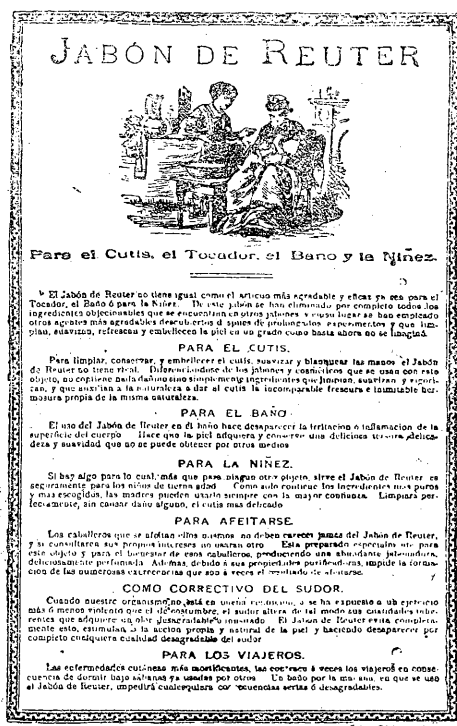 JABÓN DE REUTER
Para el Cutis, el Tocador, el Baño y la Niñez.
El Jabón de Reuter no tiene igual como el artículo más agradable y eficaz ya sea para el
Tocador, el Baño ó para la Niñez. De este jabón se han eliminado por completo todos los
ingredientes objecionables que se encuentran en otros jabones y en su lugar se han empleado
otros agentes más agradables descubiertos después de prolongados experimentos y que lim-
pian, suavizan, refrescan y embellecen la piel en un grado como hasta ahora no se imaginó.
PARA EL CUTIS.
Para limpiar, conservar, y embellecer el cutis, suavizar y blanquear las manos el Jabón
de Reuter no tiene rival. Diferenciándose de los jabones y cosméticos que se usan con este
objeto, no contiene nada dañino sino simplemente ingredientes que limpian, suavizan y vigori-
zan, y que auxilian á la naturaleza a dar al cutis la incomparable frescura é inimitable her-
mosura propia de la misma naturaleza.
PARA EL BAÑO
El uso del Jabón de Reuter en el baño hace desaparecer la irritación ó inflamación de la
superficie del cuerpo Hace que la piel adquiera y conserve una deliciosa tersura delica-
deza y suavidad que no se puede obtener por otros medios
PARA LA NIÑEZ.
Si hay algo para lo cual, más que para ningun otro objeto, sirve el Jabón de Reuter es
seguramente para los niños de tierna edad Como solo contiene los ingredientes más puros
y más escogidos, las madres pueden usarlo siempre con la mayor confianza Limpiará per-
fectamente, sin causar daño alguno, el cutis más delicado
PARA AFEITARSE.
Los caballeros que se afeitan ellos mismos no deben carecer jamas del Jabón de Reuter,
y si consultaran sus propios intereses no usarán otro Está preparado especialmente para
este objeto y para el bienestar de esos caballeros, produciendo una abundante jabonadura,
deliciosamente perfumada Además, debido á sus propiedades purificadoras, impide la forma-
ción de las numerosas excrecencias que son á veces el resultado de afeitarse.
COMO CORRECTIVO DEL SUDOR.
Cuando nuestro organismo no está en buena condición, ó se ha expuesto a un ejercicio
más ó menos violento que el de costumbre, el sudor altera de tal modo sus cualidades inhe-
rentes que adquiere un olor desagradable ó inusitado El Jabón de Reuter evita completa-
mente esto, estimulando la acción propia y natural de la piel y haciendo desaparecer por
completo cualquiera cualidad desagradable del sudor
PARA LOS VIAJEROS.
Las enfermedades cutáneas más mortificantes, las contraen á veces los viajeros en conse-
cuencia de dormir bajo sábanas ya usadas por otros Un baño por la mañana, en que se use
el Jabón de Reuter, impedirá cualesquiera consecuencias serias ó desagradables.